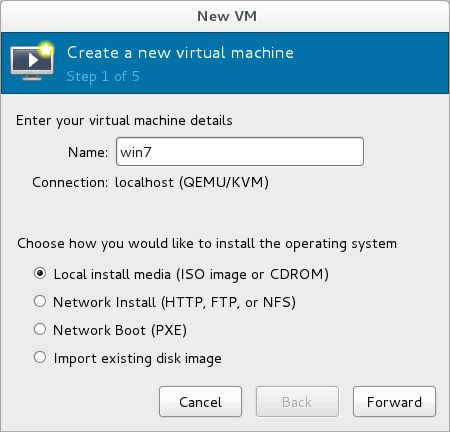 New VM
Create a new virtual machine
Step 1 of 5
Enter your virtual machine details
Name: win7
Connection: localhost (QEMU/KVM)
Choose how you would like to install the operating system
Local install media (ISO image or CDROM)
Network Install (HTTP, FTP, or NFS)
Network Boot (PXE)
Import existing disk image
Cancel Back Forward